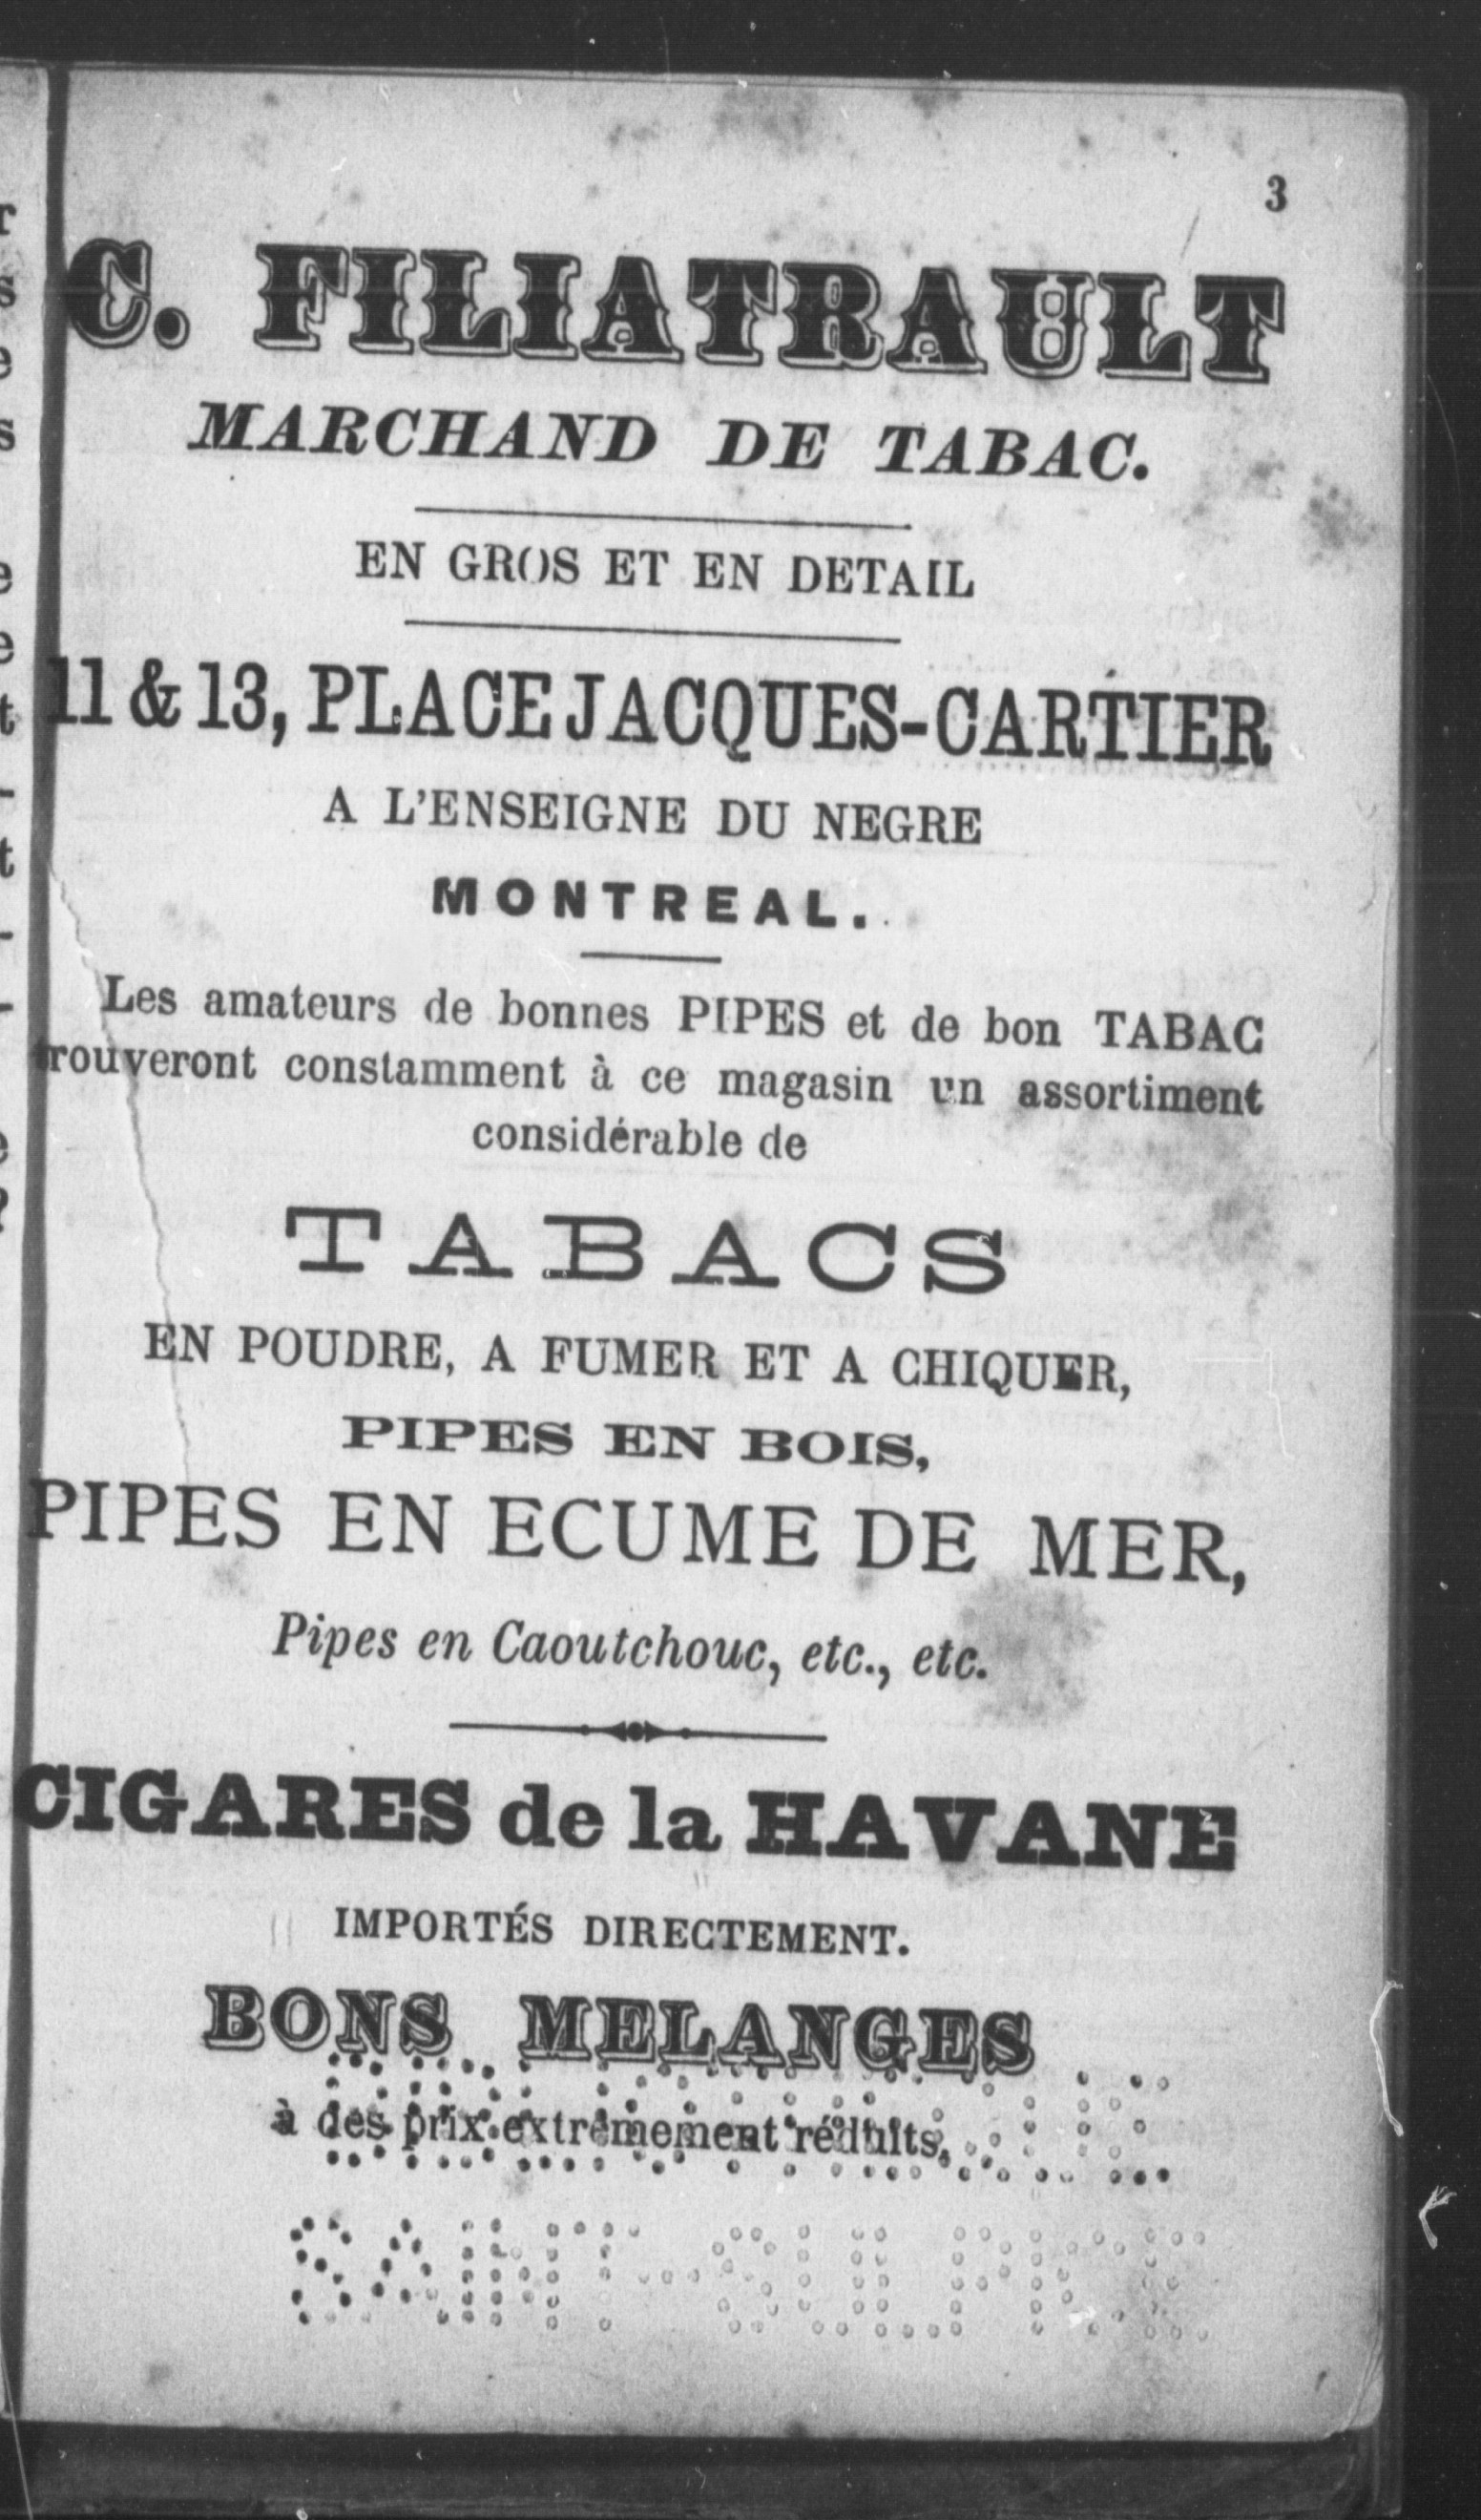 3
C. FILIATRAULT
MARCHAND DE TABAC.
EN GROS ET EN DETAIL
11 & 13, PLACE JACQUES-CARTIER
A L'ENSEIGNE DU NEGRE
MONTREAL.
Les amateurs de bonnes PIPES et de bon TABAC
trouveront constamment à ce magasin un assortiment
considérable de
TABACS
EN POUDRE, A FUMER ET A CHIQUER,
PIPES EN BOIS,
PIPES EN ECUME DE MER,
Pipes en Caoutchouc, etc., etc.
CIGARES de la HAVANE
IMPORTÉS DIRECTEMENT.
BONS MELANGES
à des prix extrêmement réduits.
SAINT-SULPICE